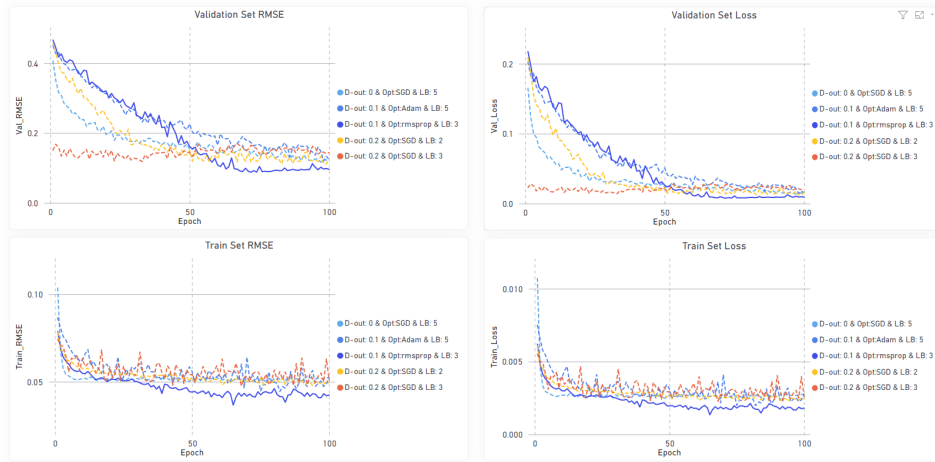 Validation Set RMSE
Val_RMSE
0.4
0.2
0.0
0
50
100
Epoch
D-out: 0 & Opt:SGD & LB: 5
D-out: 0.1 & Opt:Adam & LB: 5
D-out: 0.1 & Opt:rmsprop & LB: 3
D-out: 0.2 & Opt:SGD & LB: 2
D-out: 0.2 & Opt:SGD & LB: 3
Validation Set Loss
Val_Loss
0.2
0.1
0.0
0
50
100
Epoch
D-out: 0 & Opt:SGD & LB: 5
D-out: 0.1 & Opt:Adam & LB: 5
D-out: 0.1 & Opt:rmsprop & LB: 3
D-out: 0.2 & Opt:SGD & LB: 2
D-out: 0.2 & Opt:SGD & LB: 3
Train Set RMSE
Train_RMSE
0.10
0.05
0
50
100
Epoch
D-out: 0 & Opt:SGD & LB: 5
D-out: 0.1 & Opt:Adam & LB: 5
D-out: 0.1 & Opt:rmsprop & LB: 3
D-out: 0.2 & Opt:SGD & LB: 2
D-out: 0.2 & Opt:SGD & LB: 3
Train Set Loss
Train_Loss
0.010
0.005
0.000
0
50
100
Epoch
D-out: 0 & Opt:SGD & LB: 5
D-out: 0.1 & Opt:Adam & LB: 5
D-out: 0.1 & Opt:rmsprop & LB: 3
D-out: 0.2 & Opt:SGD & LB: 2
D-out: 0.2 & Opt:SGD & LB: 3